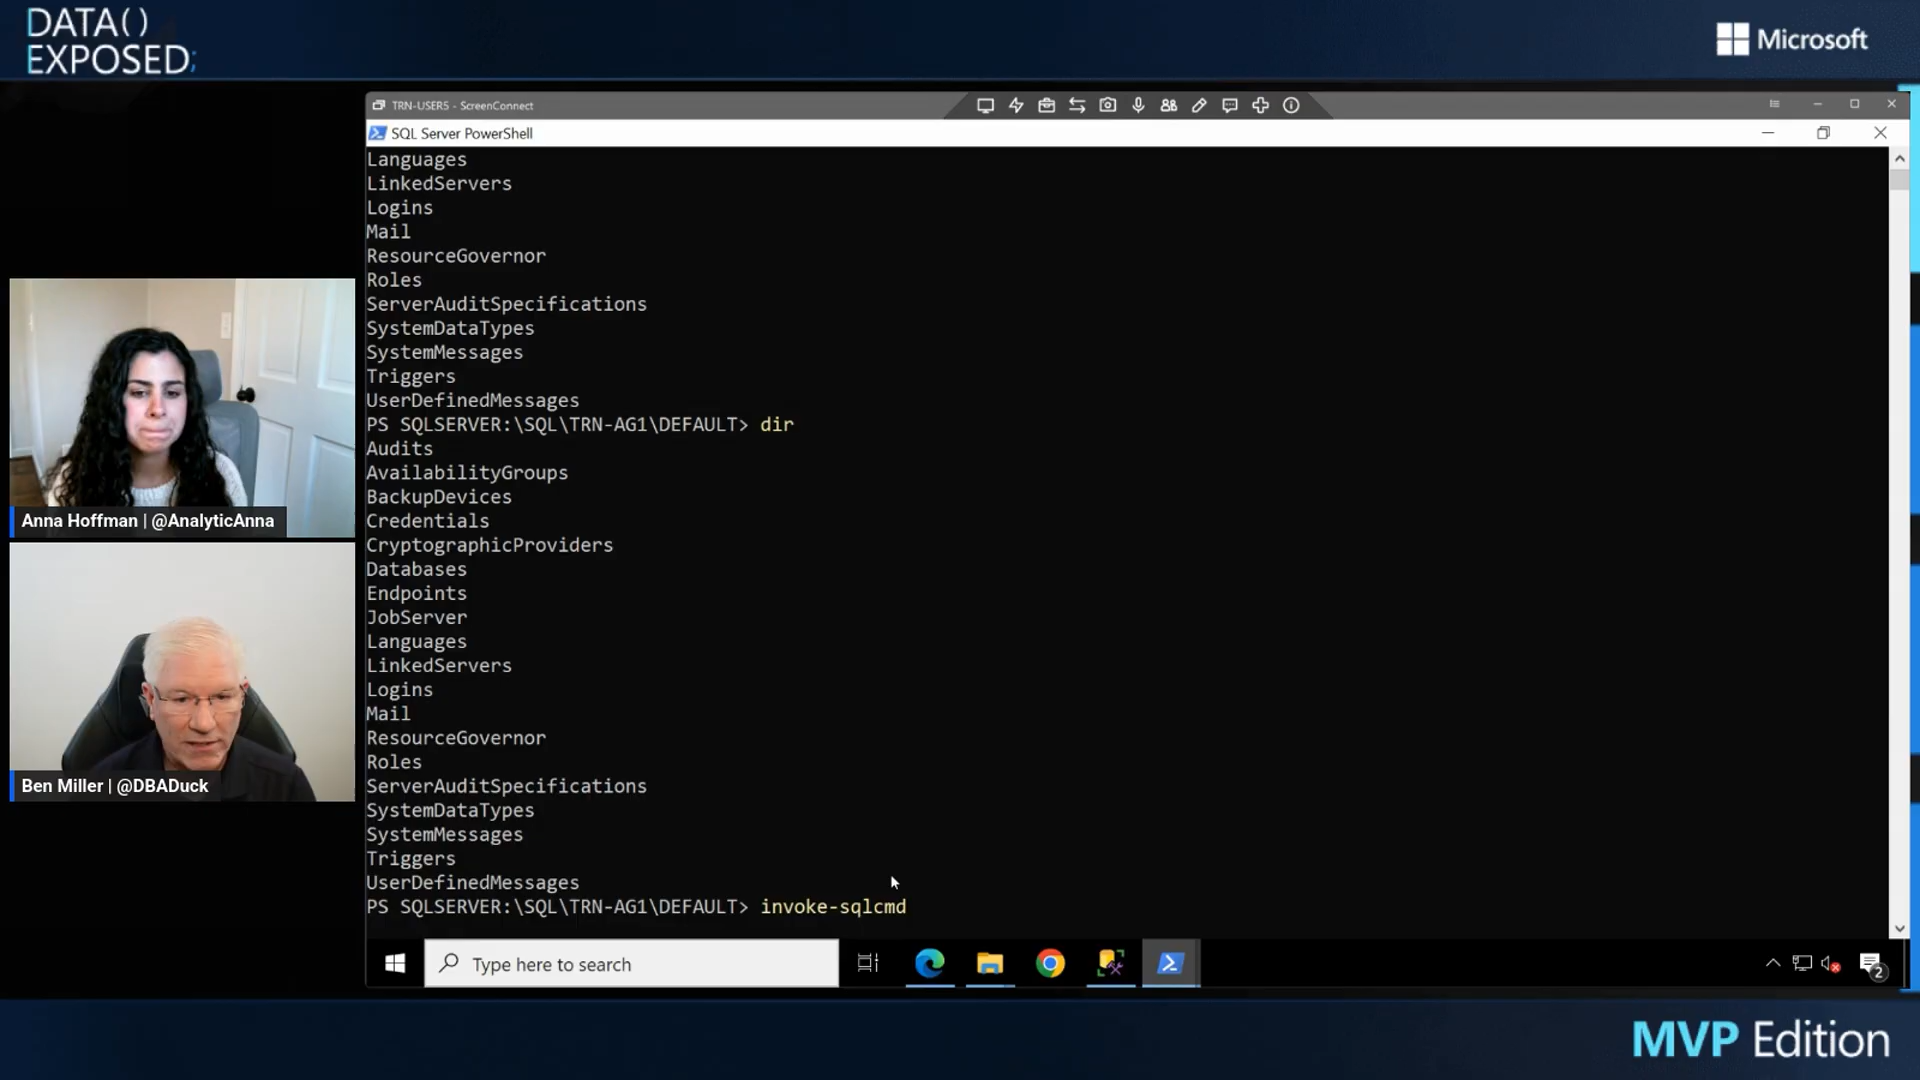 DATA()
EXPOSED;
Microsoft
TRN-USER5 - ScreenConnect
SQL Server PowerShell
Languages
LinkedServers
Logins
Mail
ResourceGovernor
Roles
ServerAuditSpecifications
SystemDataTypes
SystemMessages
Triggers
UserDefinedMessages
PS SQLSERVER:\SQL\TRN-AG1\DEFAULT> dir
Audits
AvailabilityGroups
BackupDevices
Credentials
CryptographicProviders
Databases
Endpoints
JobServer
Languages
LinkedServers
Logins
Mail
ResourceGovernor
Roles
ServerAuditSpecifications
SystemDataTypes
SystemMessages
Triggers
UserDefinedMessages
PS SQLSERVER:\SQL\TRN-AG1\DEFAULT> invoke-sqlcmd
Anna Hoffman | @AnalyticAnna
Ben Miller | @DBADuck
Type here to search
2
MVP Edition